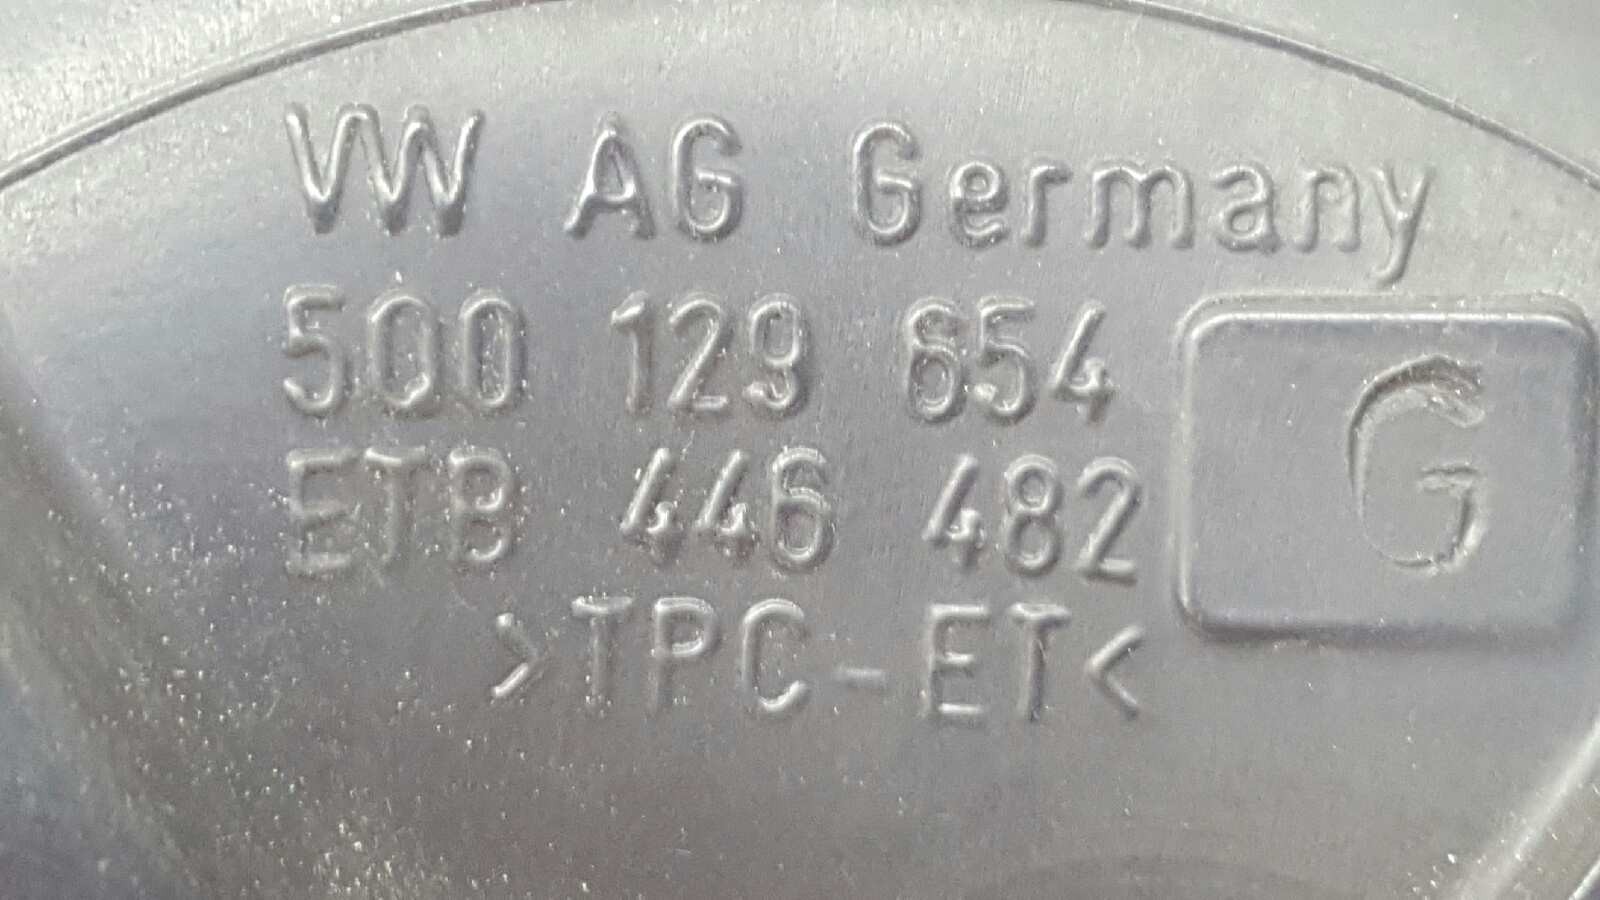 VW AG Germany
5Q0 129 654
ETB 446 482
>TPC-ET<
G